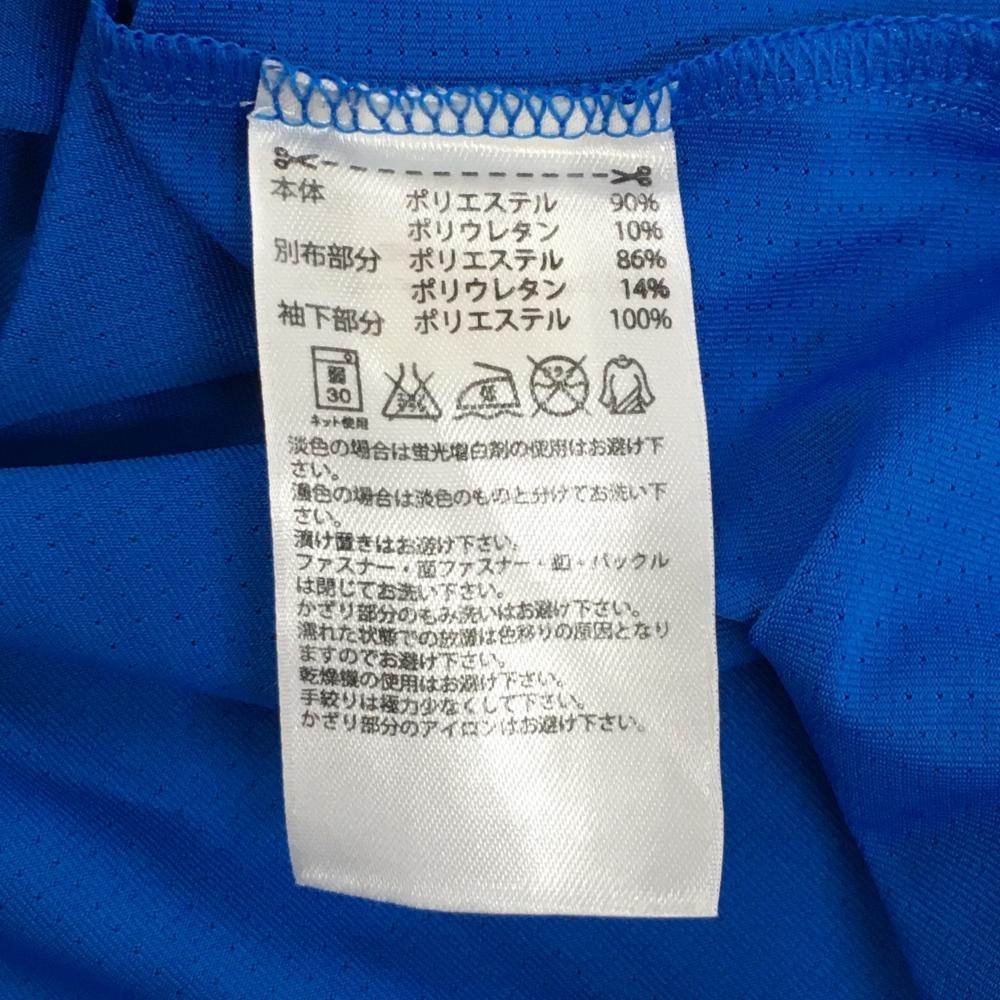 本体 ポリエステル 90%
ポリウレタン 10%
別布部分 ポリエステル 86%
ポリウレタン 14%
袖下部分 ポリエステル 100%
弱
30
ネット使用
低
淡色の場合は蛍光増白剤の使用はお避け下
さい。
濃色の場合は淡色のものと分けてお洗い下
さい。
漬け置きはお避け下さい。
ファスナー・面ファスナー・釦・バックル
は閉じてお洗い下さい。
かざり部分のもみ洗いはお避け下さい。
濡れた状態での放置は色移りの原因となり
ますのでお避け下さい。
乾燥機の使用はお避け下さい。
手絞りは極力少なくして下さい。
かざり部分のアイロンはお避け下さい。